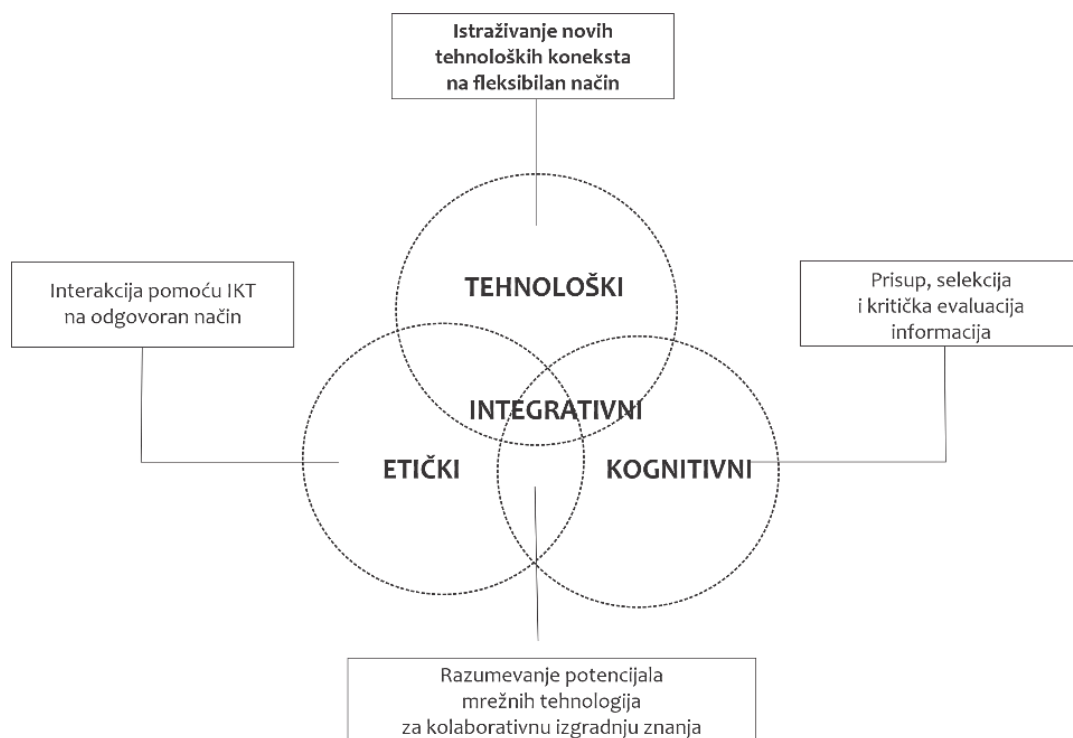 Istraživanje novih
tehnoloških koneksta
na fleksibilan način
TEHNOLOŠKI
Interakcija pomoću IKT
na odgovoran način
Prisup, selekcija
i kritička evaluacija
informacija
INTEGRATIVNI
ETIČKI
KOGNITIVNI
Razumevanje potencijala
mrežnih tehnologija
za kolaborativnu izgradnju znanja